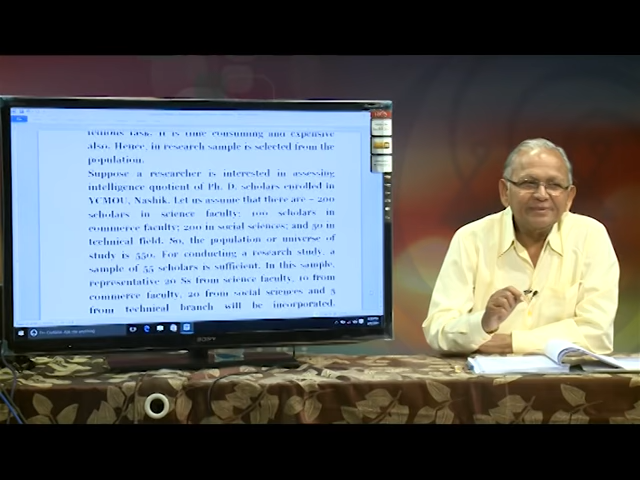 tedious task. It is time consuming and expensive
also. Hence, in research sample is selected from the
population.
Suppose a researcher is interested in assessing
intelligence quotient of Ph. D. scholars enrolled in
YCMOU, Nashik. Let us assume that there are – 200
scholars in science faculty; 100 scholars in
commerce faculty; 200 in social sciences; and 50 in
technical field. So, the population or universe of
study is 550. For conducting a research study, a
sample of 55 scholars is sufficient. In this sample,
representative 20 Ss from science faculty, 10 from
commerce faculty, 20 from social sciences and 5
from technical branch will be incorporated.
SONY